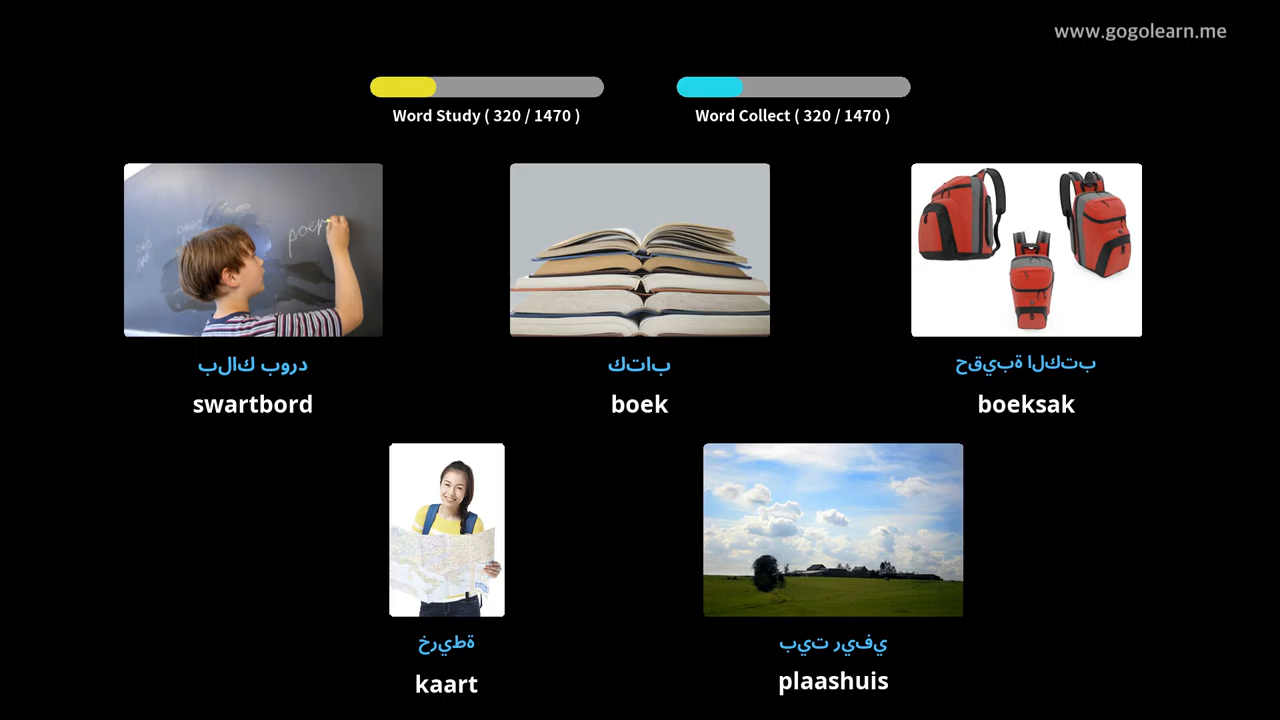 www.gogolearn.me
Word Study ( 320 / 1470 )
Word Collect ( 320 / 1470 )
بلاك بورد
swartbord
كتاب
boek
حقيبة الكتب
boeksak
خريطة
kaart
بيت ريفي
plaashuis